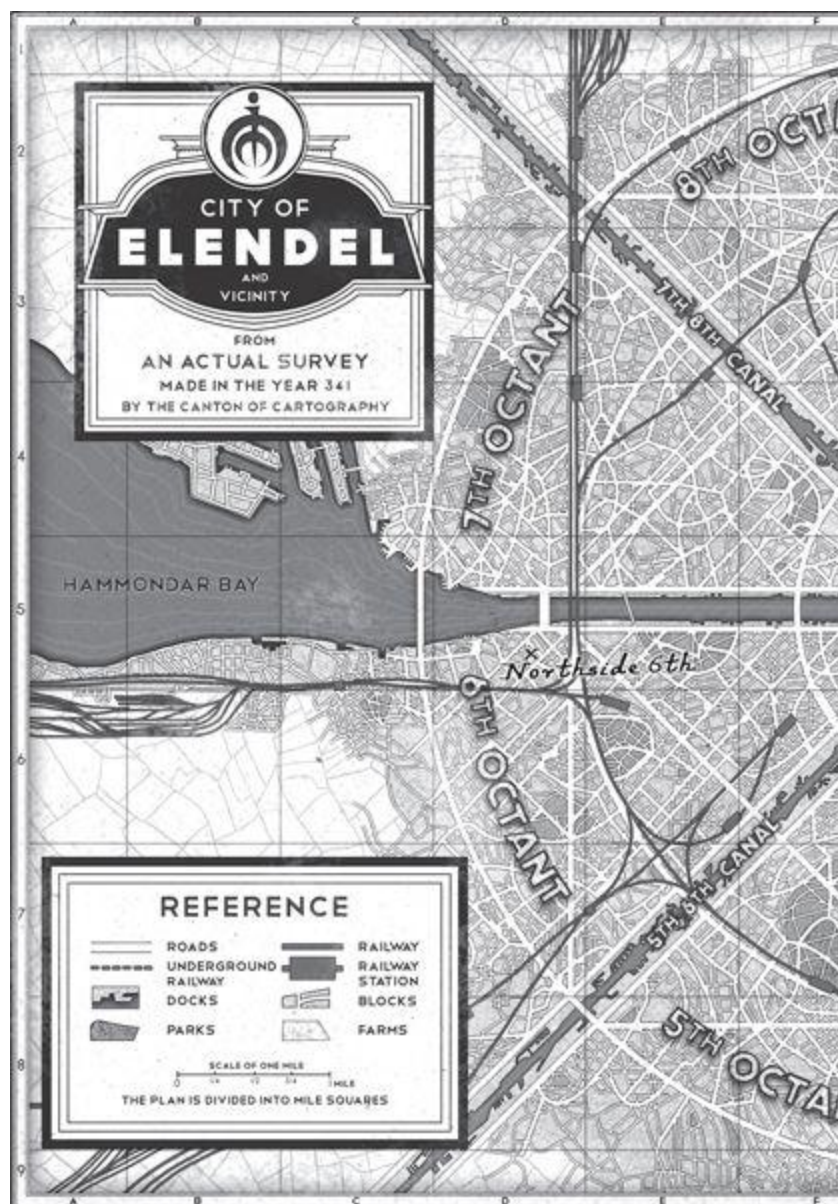 A B C D E F
1
2
3
4
5
6
7
8
9
CITY OF
ELENDEL
AND
VICINITY
FROM
AN ACTUAL SURVEY
MADE IN THE YEAR 341
BY THE CANTON OF CARTOGRAPHY
8TH OCTA
7TH 8TH CANAL
7TH OCTANT
HAMMONDAR BAY
x
Northside 6th
6TH OCTANT
5TH 6TH CANAL
5TH OCTAN
REFERENCE
ROADS
UNDERGROUND
RAILWAY
DOCKS
PARKS
RAILWAY
RAILWAY
STATION
BLOCKS
FARMS
SCALE OF ONE MILE
0 1/4 1/2 3/4 1 MILE
THE PLAN IS DIVIDED INTO MILE SQUARES
A B C D E F